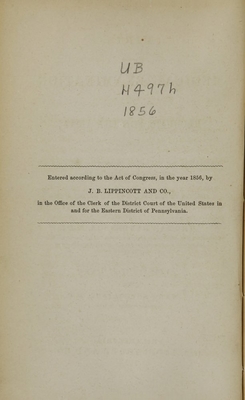 UB
H497h
1856
Entered according to the Act of Congress, in the year 1856, by
J. B. LIPPINCOTT AND CO.,
in the Office of the Clerk of the District Court of the United States in
and for the Eastern District of Pennsylvania.